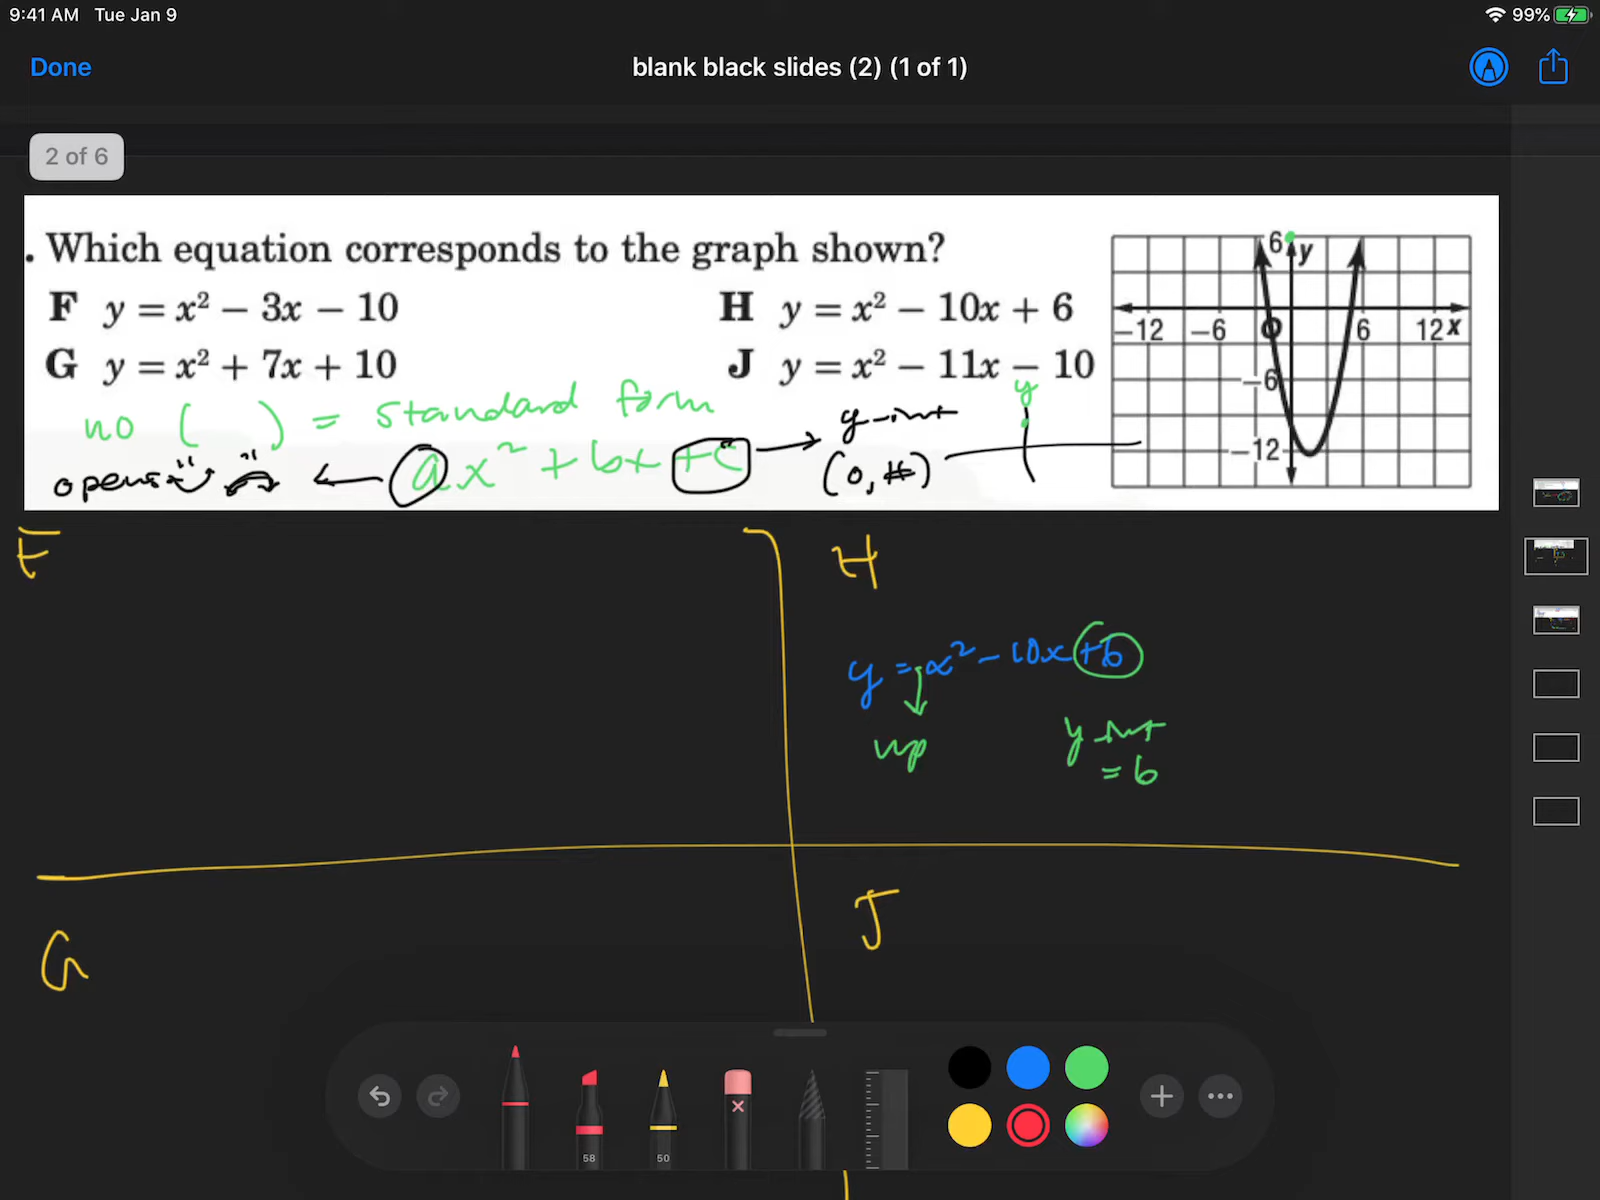 9:41 AM Tue Jan 9
99%
Done
blank black slides (2) (1 of 1)
2 of 6
. Which equation corresponds to the graph shown?
F y = x² − 3x − 10
H y = x² − 10x + 6
G y = x² + 7x + 10
J y = x² − 11x − 10
6 y
−12 −6 O 6 12 x
−6
−12
no ( ) = standard form
opens ← ax² + bx + c → y-int
(0, #)
y
F
H
y = x² − 10x + 6
up
y int
= 6
G
J
58
50